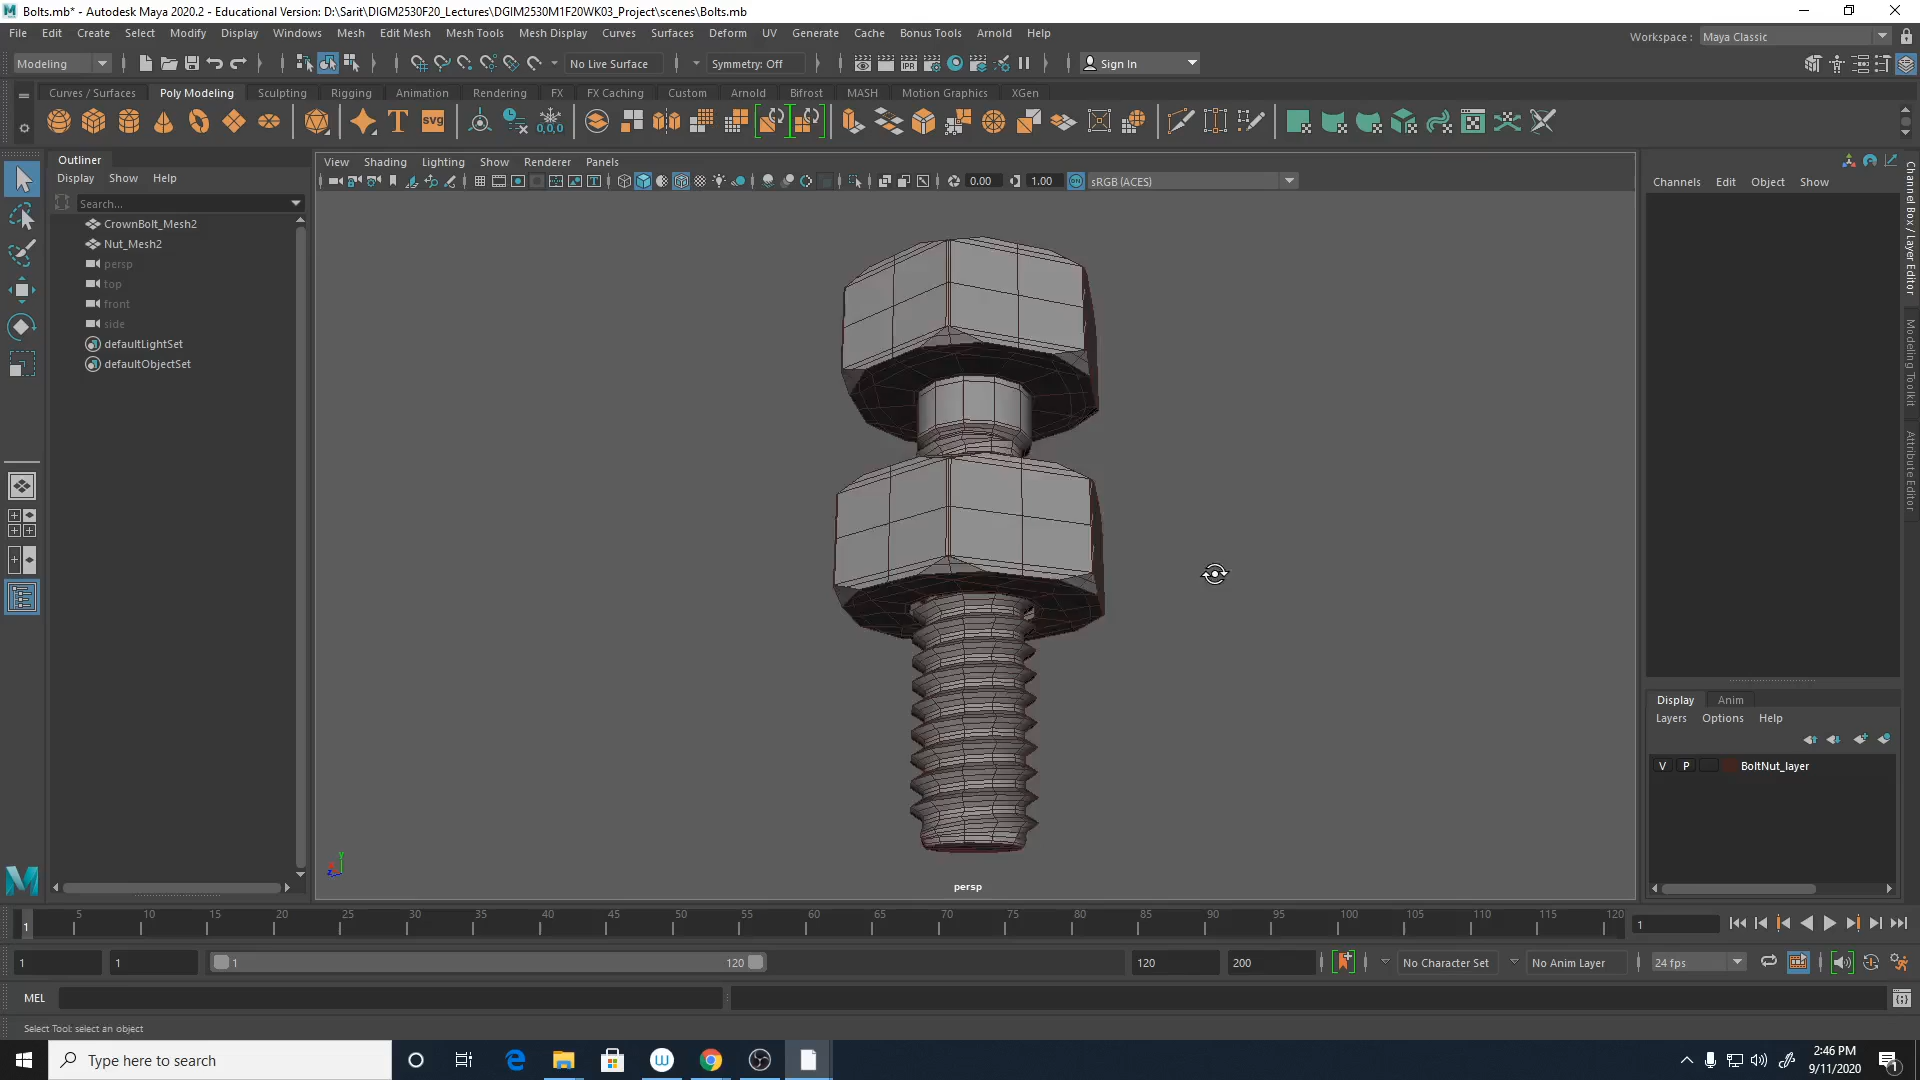 Bolts.mb* - Autodesk Maya 2020.2 - Educational Version: D:\Sarit\DIGM2530F20_Lectures\DGIM2530M1F20WK03_Project\scenes\Bolts.mb
File Edit Create Select Modify Display Windows Mesh Edit Mesh Mesh Tools Mesh Display Curves Surfaces Deform UV Generate Cache Bonus Tools Arnold Help
Workspace : Maya Classic
Modeling No Live Surface Symmetry: Off Sign In
IPR
Curves / Surfaces Poly Modeling Sculpting Rigging Animation Rendering FX FX Caching Custom Arnold Bifrost MASH Motion Graphics XGen
T svg 0,0,0
Outliner
Display Show Help
Search...
CrownBolt_Mesh2
Nut_Mesh2
persp
top
front
side
defaultLightSet
defaultObjectSet
View Shading Lighting Show Renderer Panels
0.00 1.00 ON sRGB (ACES)
y
x
z
persp
Channels Edit Object Show
Channel Box / Layer Editor
Modeling Toolkit
Attribute Editor
Display Anim
Layers Options Help
V P BoltNut_layer
1 5 10 15 20 25 30 35 40 45 50 55 60 65 70 75 80 85 90 95 100 105 110 115 120
1
1 1 1 120 120 200 No Character Set No Anim Layer 24 fps
MEL
Select Tool: select an object
Type here to search
2:46 PM
9/11/2020
1